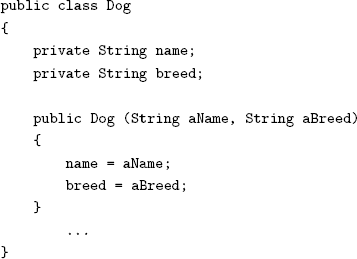 public class Dog
{
    private String name;
    private String breed;

    public Dog (String aName, String aBreed)
    {
        name = aName;
        breed = aBreed;
    }
        ...
}